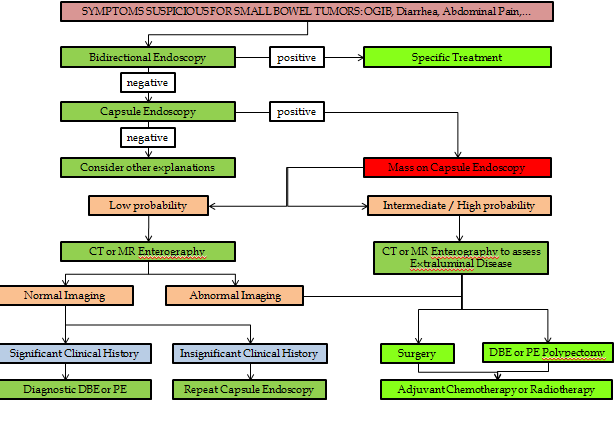 SYMPTOMS SUSPICIOUS FOR SMALL BOWEL TUMORS: OGIB, Diarrhea, Abdominal Pain,...
Bidirectional Endoscopy
positive
Specific Treatment
negative
Capsule Endoscopy
positive
negative
Consider other explanations
Mass on Capsule Endoscopy
Low probability
Intermediate / High probability
CT or MR Enterography
CT or MR Enterography to assess
Extraluminal Disease
Normal Imaging
Abnormal Imaging
Significant Clinical History
Insignificant Clinical History
Surgery
DBE or PE Polypectomy
Diagnostic DBE or PE
Repeat Capsule Endoscopy
Adjuvant Chemotherapy or Radiotherapy